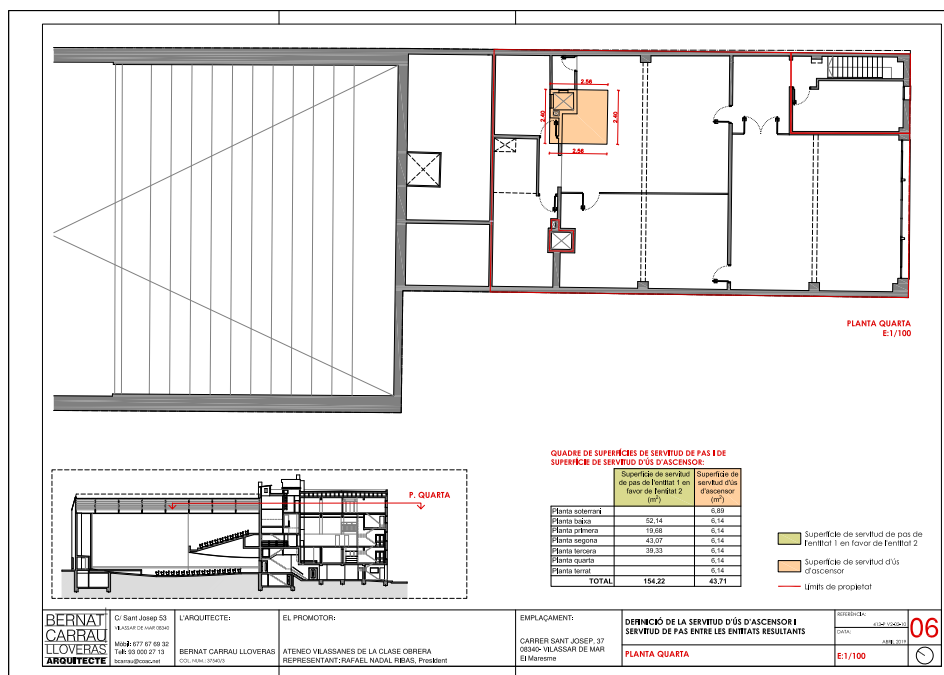 2.56
2.40
2.40
2.56
PLANTA QUARTA
E:1/100
P. QUARTA
QUADRE DE SUPERFÍCIES DE SERVITUD DE PAS I DE
SUPERFÍCIE DE SERVITUD D'ÚS D'ASCENSOR:
Superfície de servitud de pas de l'entitat 1 en favor de l'entitat 2 (m²) Superfície de servitud d'ús d'ascensor (m²)
Planta soterrani 6,89
Planta baixa 52,14 6,14
Planta primera 19,68 6,14
Planta segona 43,07 6,14
Planta tercera 39,33 6,14
Planta quarta 6,14
Planta terrat 6,14
TOTAL 154,22 43,71
Superfície de servitud de pas de
l'entitat 1 en favor de l'entitat 2
Superfície de servitud d'ús
d'ascensor
Límits de propietat
BERNAT
CARRAU
LLOVERAS
ARQUITECTE
C/ Sant Josep 53
VILASSAR DE MAR 08340
Mòbil: 677 67 69 32
Telf: 93 000 27 13
bcarrau@coac.net
L'ARQUITECTE:
BERNAT CARRAU LLOVERAS
COL. NÚM.: 37540/3
EL PROMOTOR:
ATENEO VILASSANES DE LA CLASE OBRERA
REPRESENTANT: RAFAEL NADAL RIBAS, President
EMPLAÇAMENT:
CARRER SANT JOSEP, 37
08340- VILASSAR DE MAR
El Maresme
DEFINICIÓ DE LA SERVITUD D'ÚS D'ASCENSOR I
SERVITUD DE PAS ENTRE LES ENTITATS RESULTANTS
PLANTA QUARTA
REFERÈNCIA:
DATA:
ABRIL 2019
E:1/100
06